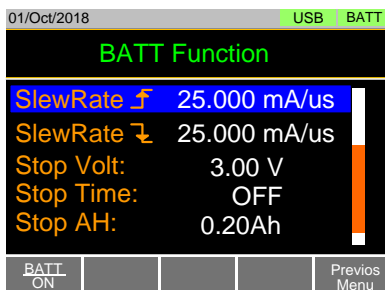 01/Oct/2018 USB BATT
BATT Function
SlewRate 25.000 mA/us
SlewRate 25.000 mA/us
Stop Volt: 3.00 V
Stop Time: OFF
Stop AH: 0.20Ah
BATT
ON
Previos
Menu